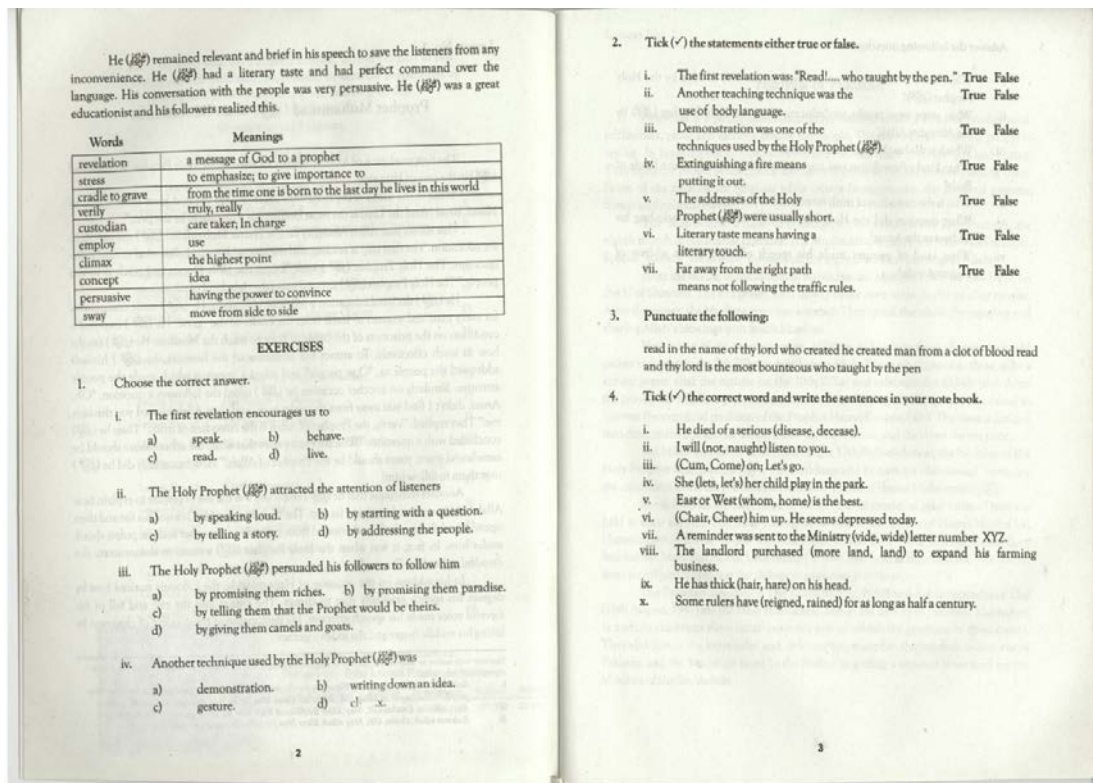 He (ﷺ) remained relevant and brief in his speech to save the listeners from any
inconvenience. He (ﷺ) had a literary taste and had perfect command over the
language. His conversation with the people was very persuasive. He (ﷺ) was a great
educationist and his followers realized this.
Words Meanings
revelation a message of God to a prophet
stress to emphasize; to give importance to
cradle to grave from the time one is born to the last day he lives in this world
verily truly, really
custodian care taker; In charge
employ use
climax the highest point
concept idea
persuasive having the power to convince
sway move from side to side
EXERCISES
1. Choose the correct answer.
i. The first revelation encourages us to
a) speak. b) behave.
c) read. d) live.
ii. The Holy Prophet (ﷺ) attracted the attention of listeners
a) by speaking loud. b) by starting with a question.
c) by telling a story. d) by addressing the people.
iii. The Holy Prophet (ﷺ) persuaded his followers to follow him
a) by promising them riches. b) by promising them paradise.
c) by telling them that the Prophet would be theirs.
d) by giving them camels and goats.
iv. Another technique used by the Holy Prophet (ﷺ) was
a) demonstration. b) writing down an idea.
c) gesture. d) cl x.
2
2. Tick (✓) the statements either true or false.
i. The first revelation was: "Read!.... who taught by the pen." True False
ii. Another teaching technique was the True False
use of body language.
iii. Demonstration was one of the True False
techniques used by the Holy Prophet (ﷺ).
iv. Extinguishing a fire means True False
putting it out.
v. The addresses of the Holy True False
Prophet (ﷺ) were usually short.
vi. Literary taste means having a True False
literary touch.
vii. Far away from the right path True False
means not following the traffic rules.
3. Punctuate the following:
read in the name of thy lord who created he created man from a clot of blood read
and thy lord is the most bounteous who taught by the pen
4. Tick (✓) the correct word and write the sentences in your note book.
i. He died of a serious (disease, decease).
ii. I will (not, naught) listen to you.
iii. (Cum, Come) on; Let's go.
iv. She (lets, let's) her child play in the park.
v. East or West (whom, home) is the best.
vi. (Chair, Cheer) him up. He seems depressed today.
vii. A reminder was sent to the Ministry (vide, wide) letter number XYZ.
viii. The landlord purchased (more land, land) to expand his farming
business.
ix. He has thick (hair, hare) on his head.
x. Some rulers have (reigned, rained) for as long as half a century.
3